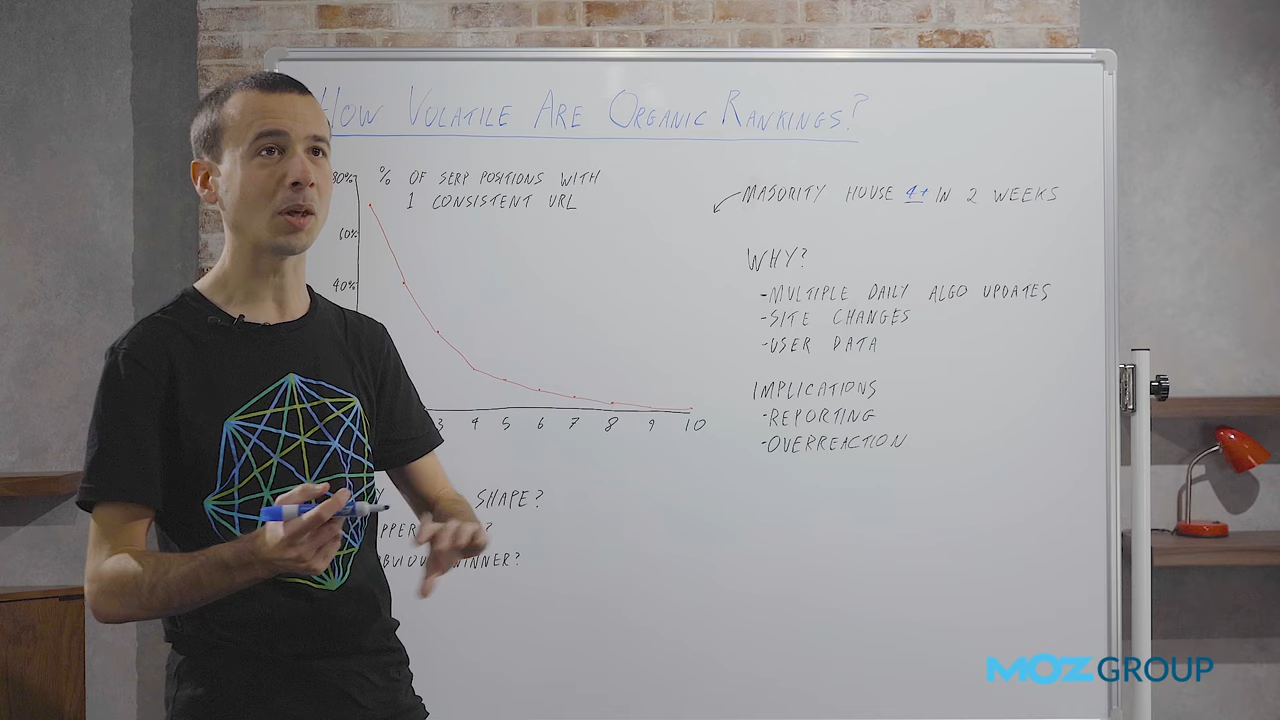 HOW VOLATILE ARE ORGANIC RANKINGS?
80%
% OF SERP POSITIONS WITH
1 CONSISTENT URL
60%
40%
3 4 5 6 7 8 9 10
SHAPE?
?
WINNER?
MAJORITY HOUSE 4+ IN 2 WEEKS
WHY?
-MULTIPLE DAILY ALGO UPDATES
-SITE CHANGES
-USER DATA
IMPLICATIONS
-REPORTING
-OVERREACTION
MOZ GROUP